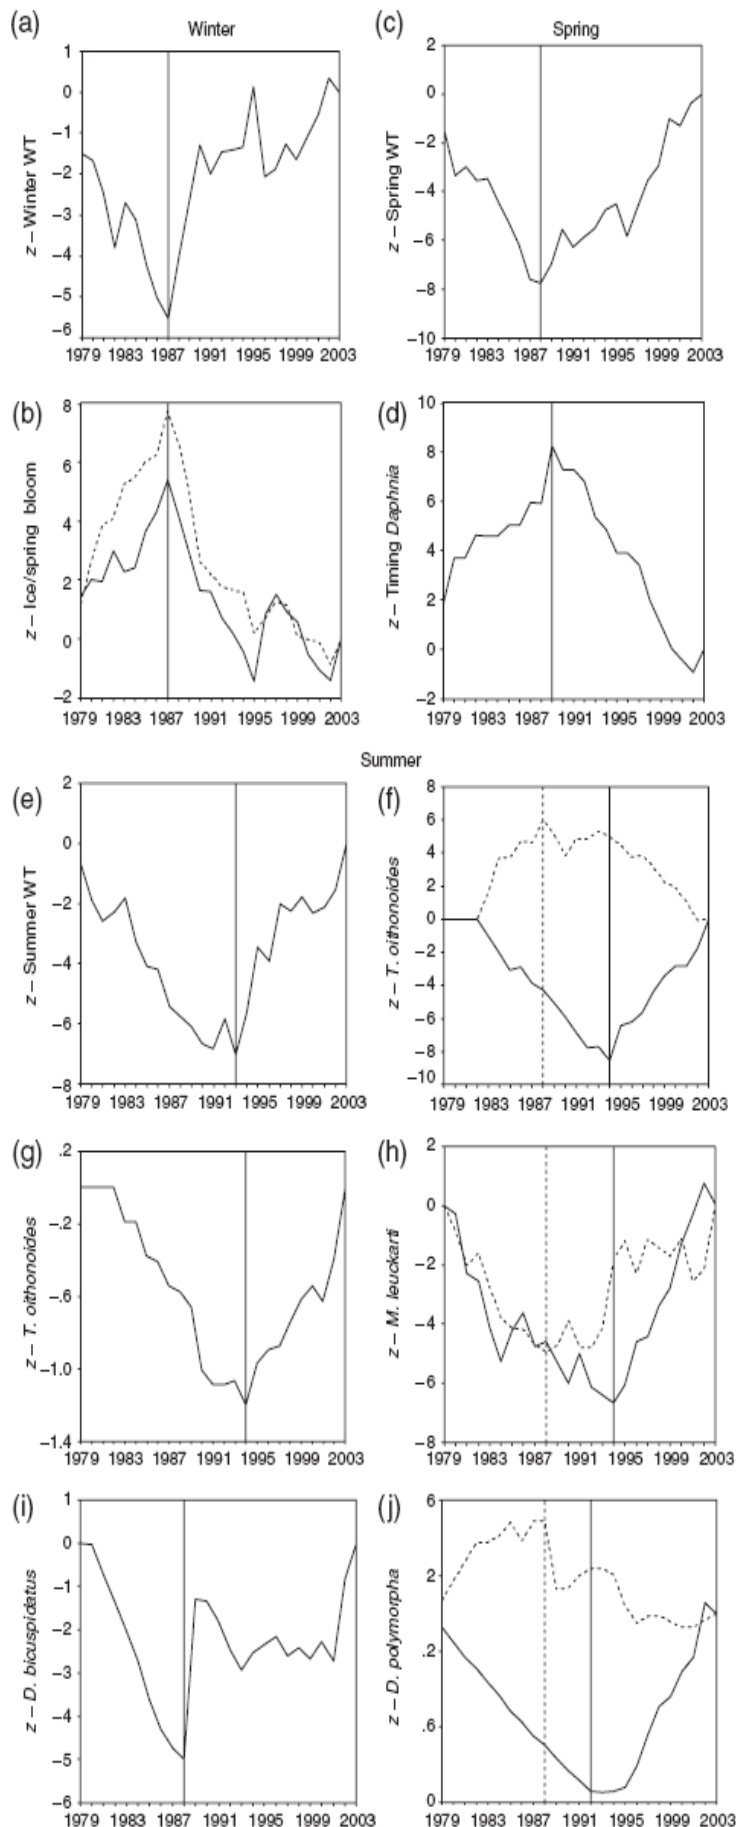 (a)
Winter
z – Winter WT
1
0
−1
−2
−3
−4
−5
−6
1979 1983 1987 1991 1995 1999 2003
(c)
Spring
z – Spring WT
2
0
−2
−4
−6
−8
−10
1979 1983 1987 1991 1995 1999 2003
(b)
z – Ice/spring bloom
8
6
4
2
0
−2
1979 1983 1987 1991 1995 1999 2003
(d)
z – Timing Daphnia
10
8
6
4
2
0
−2
1979 1983 1987 1991 1995 1999 2003
Summer
(e)
z – Summer WT
2
0
−2
−4
−6
−8
1979 1983 1987 1991 1995 1999 2003
(f)
z – T. oithonoides
8
6
4
2
0
−2
−4
−6
−8
−10
1979 1983 1987 1991 1995 1999 2003
(g)
z – T. oithonoides
.2
−.2
−.6
−1.0
−1.4
1979 1983 1987 1991 1995 1999 2003
(h)
z – M. leuckarti
2
0
−2
−4
−6
−8
1979 1983 1987 1991 1995 1999 2003
(i)
z – D. bicuspidatus
1
0
−1
−2
−3
−4
−5
−6
1979 1983 1987 1991 1995 1999 2003
(j)
z – D. polymorpha
6
2
.2
.6
0
1979 1983 1987 1991 1995 1999 2003